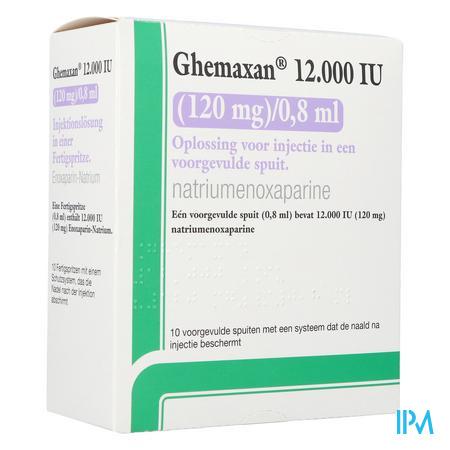 Ghemaxan® 12.000 IU
(120 mg)/0,8 ml
Oplossing voor injectie in een
voorgevulde spuit.
natriumenoxaparine
Eén voorgevulde spuit (0,8 ml) bevat 12.000 IU (120 mg)
natriumenoxaparine
10 voorgevulde spuiten met een systeem dat de naald na
injectie beschermt
Ghemaxan® 12.000 IU
(120 mg)/0,8 ml
Injektionslösung
in einer
Fertigspritze.
Enoxaparin-Natrium
Eine Fertigspritze
(0,8 ml) enthält 12.000 IU
(120 mg) Enoxaparin-Natrium.
10 Fertigspritzen mit einem
Schutzsystem, das die
Nadel nach der Injektion
abschirmt
IPM